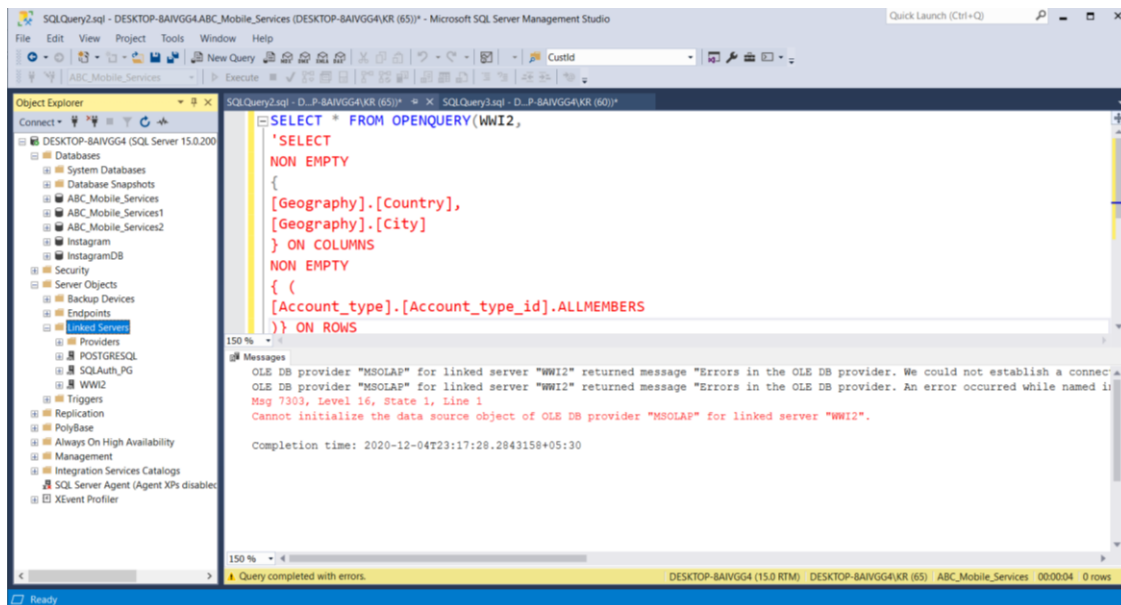 SQLQuery2.sql - DESKTOP-8AIVGG4.ABC_Mobile_Services (DESKTOP-8AIVGG4\KR (65))* - Microsoft SQL Server Management Studio
Quick Launch (Ctrl+Q)
File Edit View Project Tools Window Help
New Query
CustId
ABC_Mobile_Services
Execute
Object Explorer
SQLQuery2.sql - D...P-8AIVGG4\KR (65))*
SQLQuery3.sql - D...P-8AIVGG4\KR (60))*
Connect
DESKTOP-8AIVGG4 (SQL Server 15.0.200
Databases
System Databases
Database Snapshots
ABC_Mobile_Services
ABC_Mobile_Services1
ABC_Mobile_Services2
Instagram
InstagramDB
Security
Server Objects
Backup Devices
Endpoints
Linked Servers
Providers
POSTGRESQL
SQLAuth_PG
WWI2
Triggers
Replication
PolyBase
Always On High Availability
Management
Integration Services Catalogs
SQL Server Agent (Agent XPs disabled
XEvent Profiler
SELECT * FROM OPENQUERY(WWI2,
'SELECT
NON EMPTY
{
[Geography].[Country],
[Geography].[City]
} ON COLUMNS
NON EMPTY
{ (
[Account_type].[Account_type_id].ALLMEMBERS
)} ON ROWS
150 %
Messages
OLE DB provider "MSOLAP" for linked server "WWI2" returned message "Errors in the OLE DB provider. We could not establish a connec
OLE DB provider "MSOLAP" for linked server "WWI2" returned message "Errors in the OLE DB provider. An error occurred while named i
Msg 7303, Level 16, State 1, Line 1
Cannot initialize the data source object of OLE DB provider "MSOLAP" for linked server "WWI2".
Completion time: 2020-12-04T23:17:28.2843158+05:30
150 %
Query completed with errors.
DESKTOP-8AIVGG4 (15.0 RTM) DESKTOP-8AIVGG4\KR (65) ABC_Mobile_Services 00:00:04 0 rows
Ready